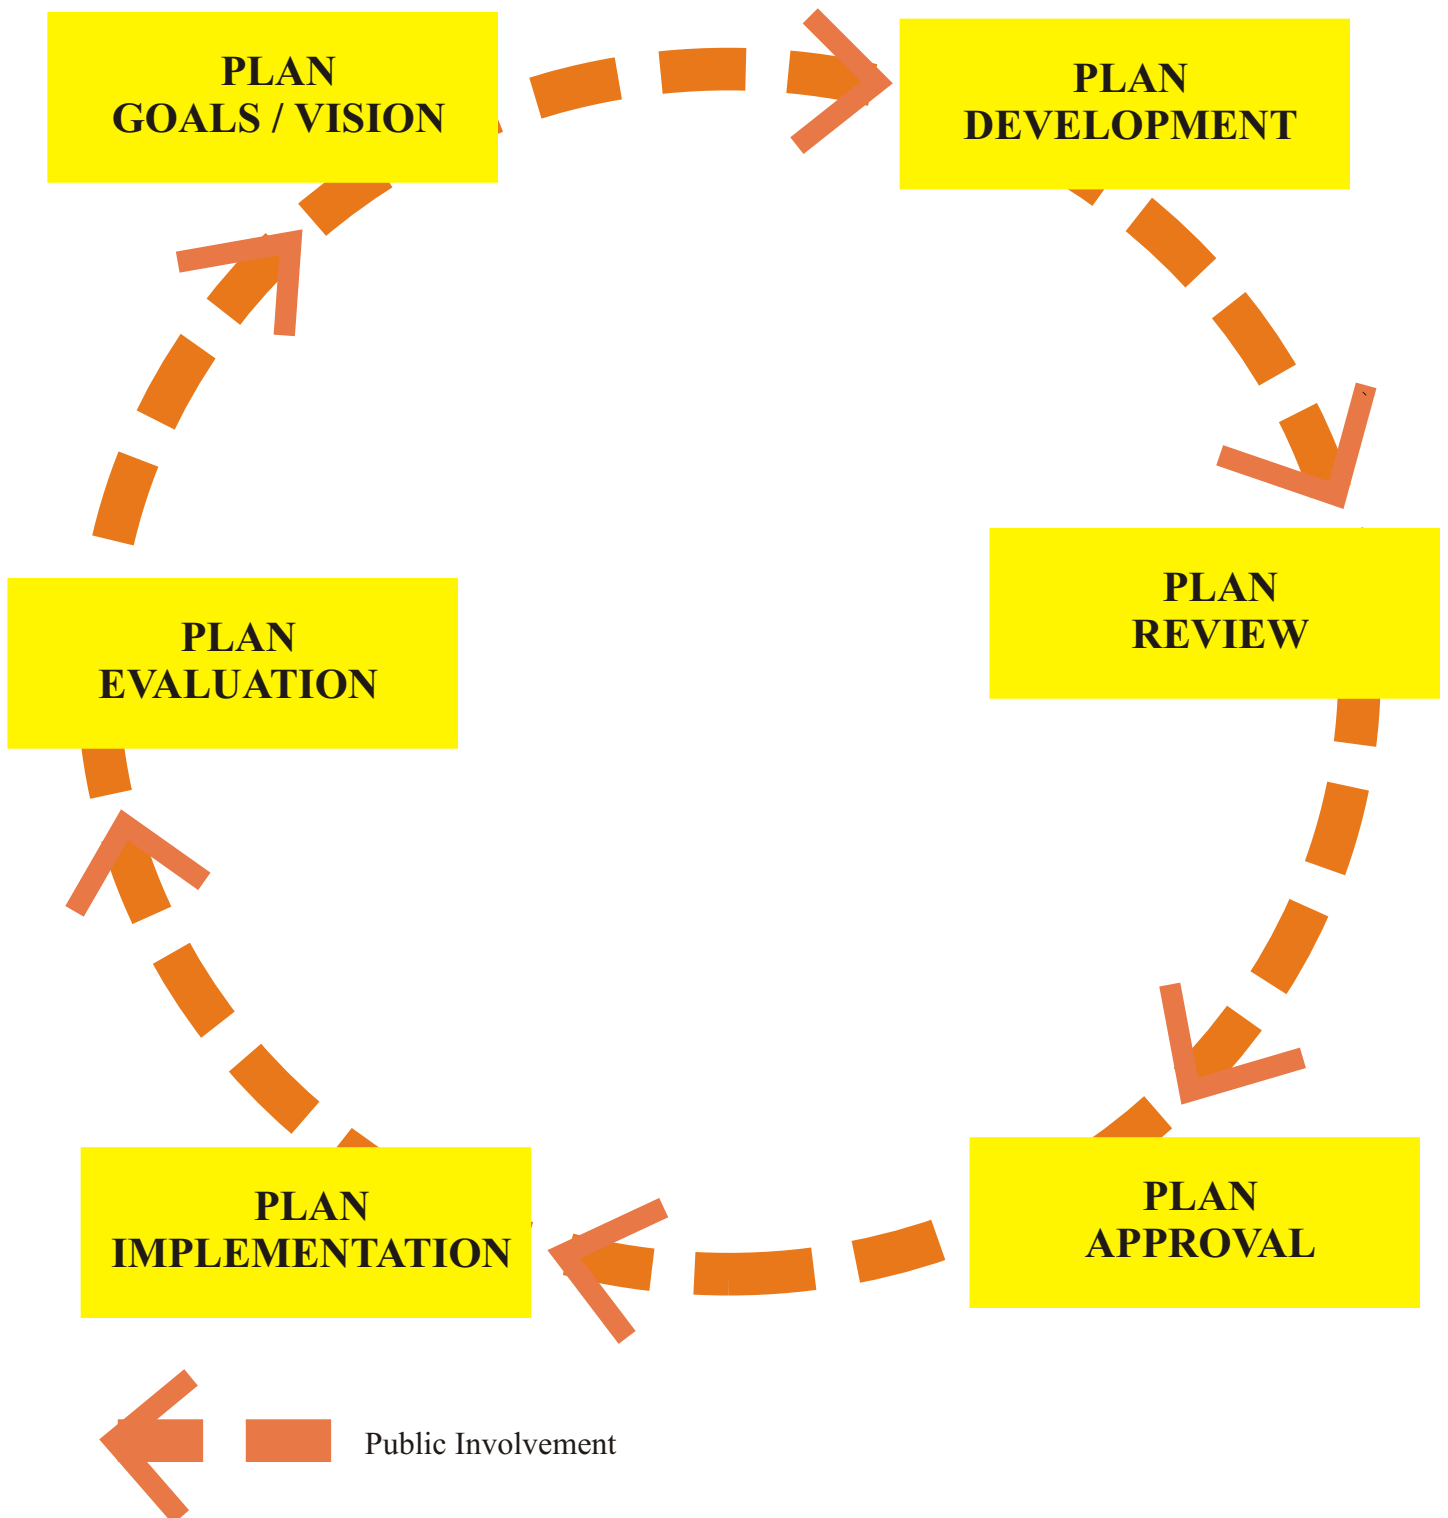 PLAN
GOALS / VISION
PLAN
DEVELOPMENT
PLAN
REVIEW
PLAN
EVALUATION
PLAN
IMPLEMENTATION
PLAN
APPROVAL
Public Involvement